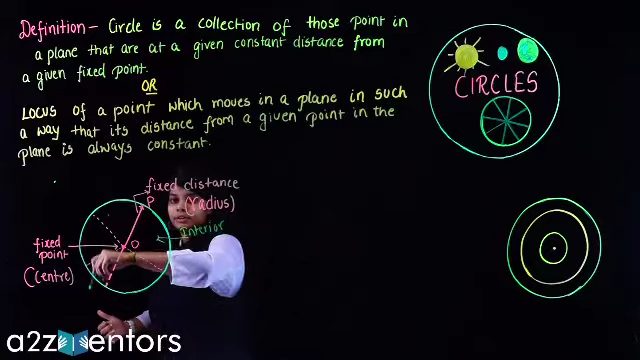 Definition - Circle is a collection of those point in
a plane that are at a given constant distance from
a given fixed point.
OR
Locus of a point which moves in a plane in such
a way that its distance from a given point in the
plane is always constant.
CIRCLES
fixed distance
(radius)
P
Interior
O
fixed
point
(centre)
a2zmentors